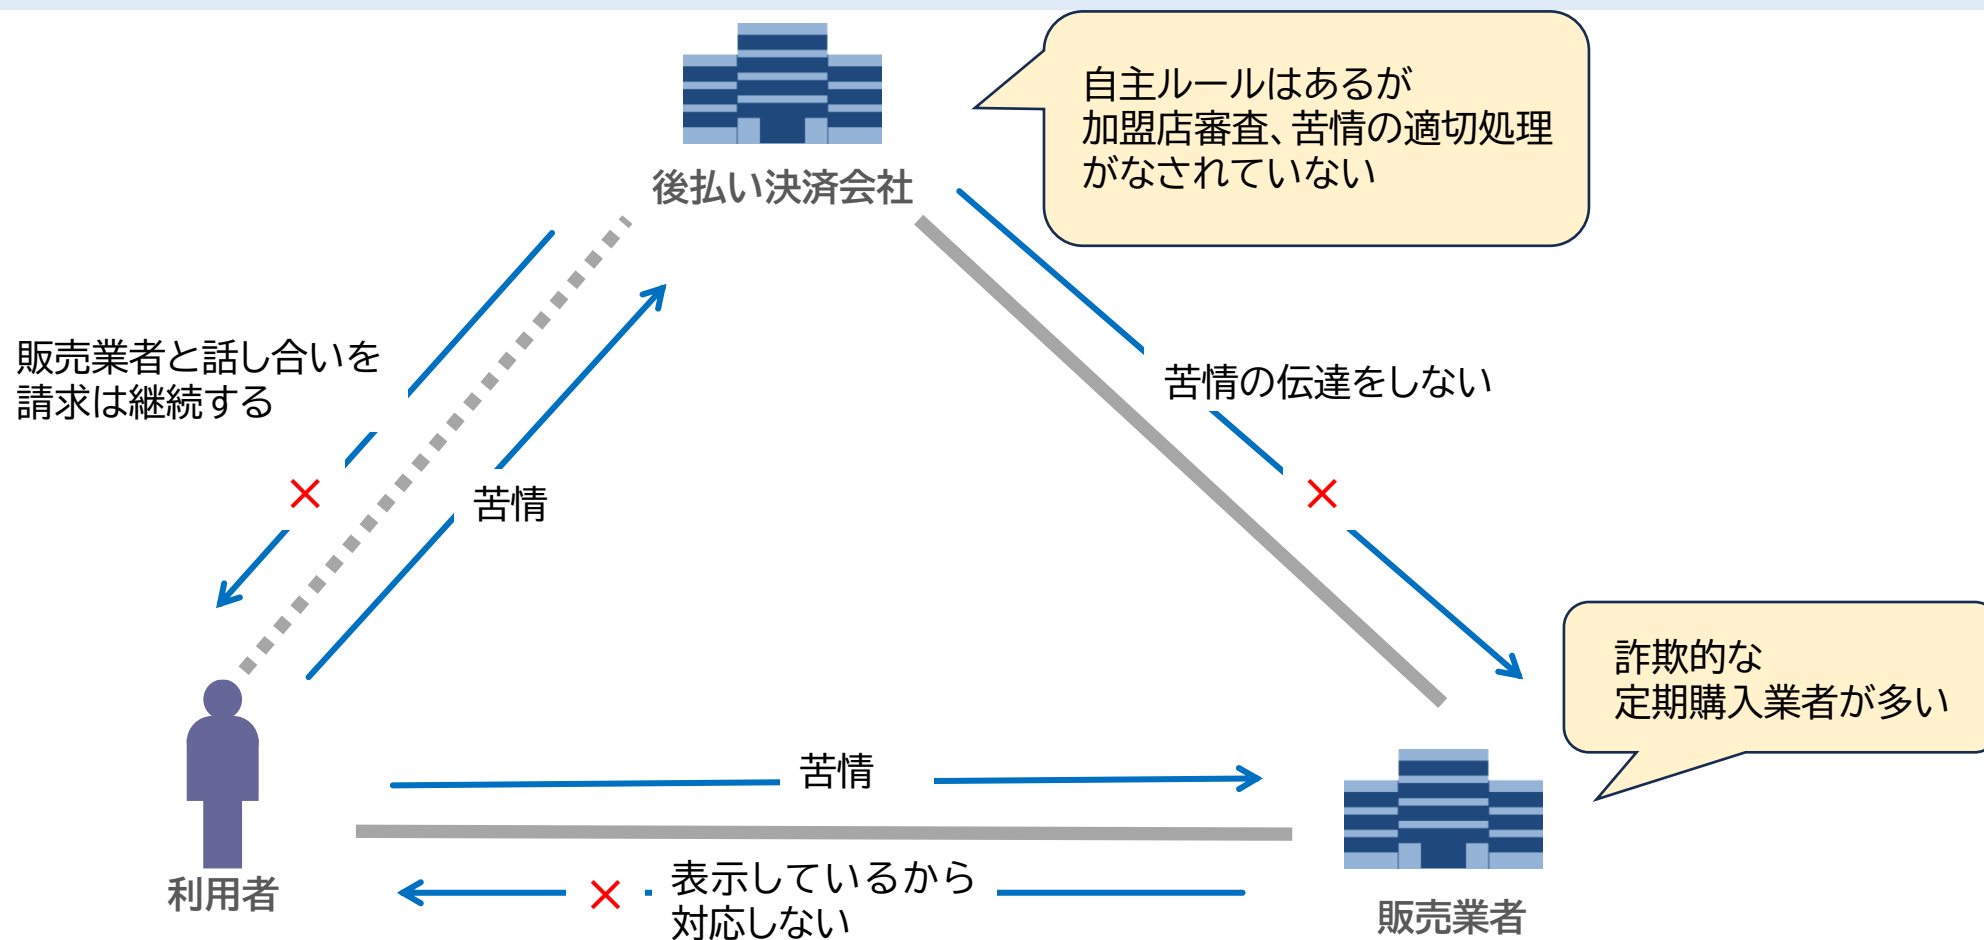 自主ルールはあるが
加盟店審査、苦情の適切処理
がなされていない
後払い決済会社
販売業者と話し合いを
請求は継続する
苦情の伝達をしない
×
苦情
×
詐欺的な
定期購入業者が多い
苦情
表示しているから
対応しない
×
利用者
販売業者